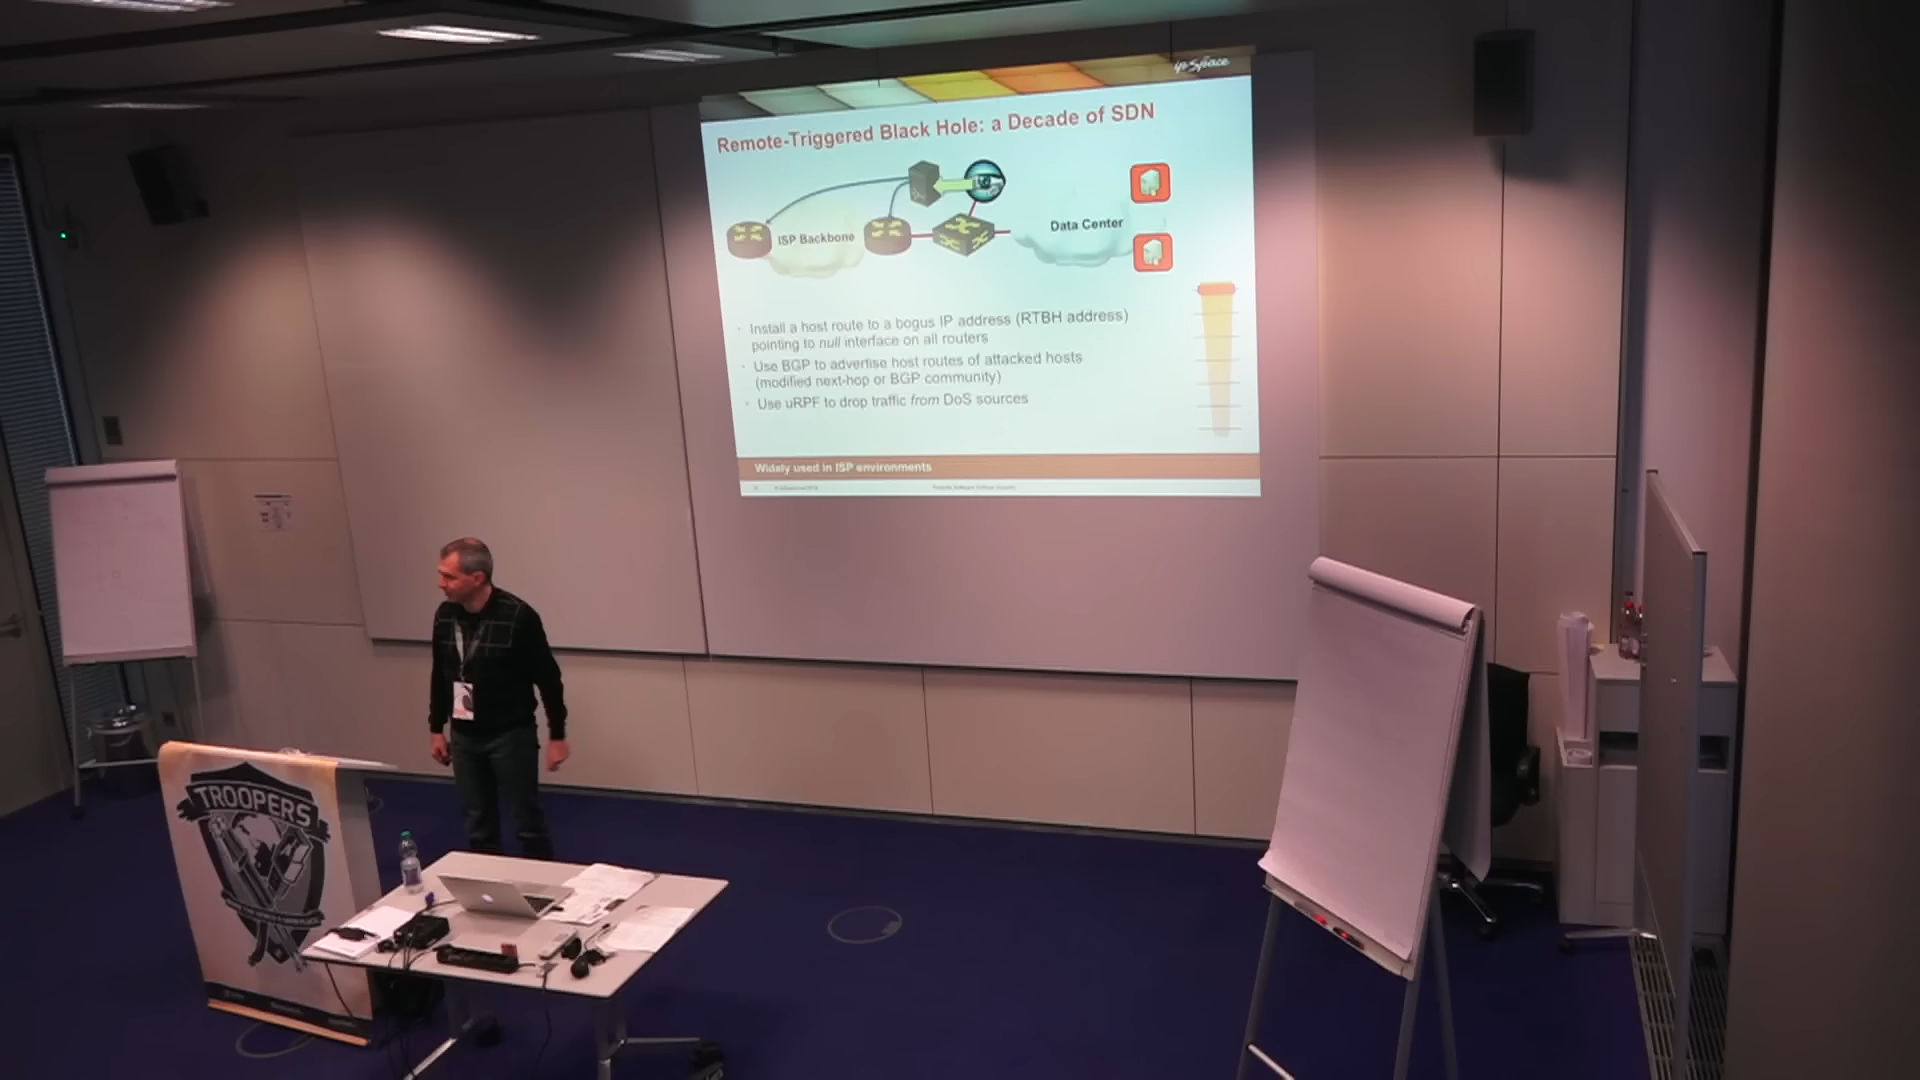 ipSpace
Remote-Triggered Black Hole: a Decade of SDN
ISP Backbone
Data Center
Install a host route to a bogus IP address (RTBH address)
pointing to null interface on all routers
Use BGP to advertise host routes of attacked hosts
(modified next-hop or BGP community)
Use uRPF to drop traffic from DoS sources
Widely used in ISP environments
TROOPERS